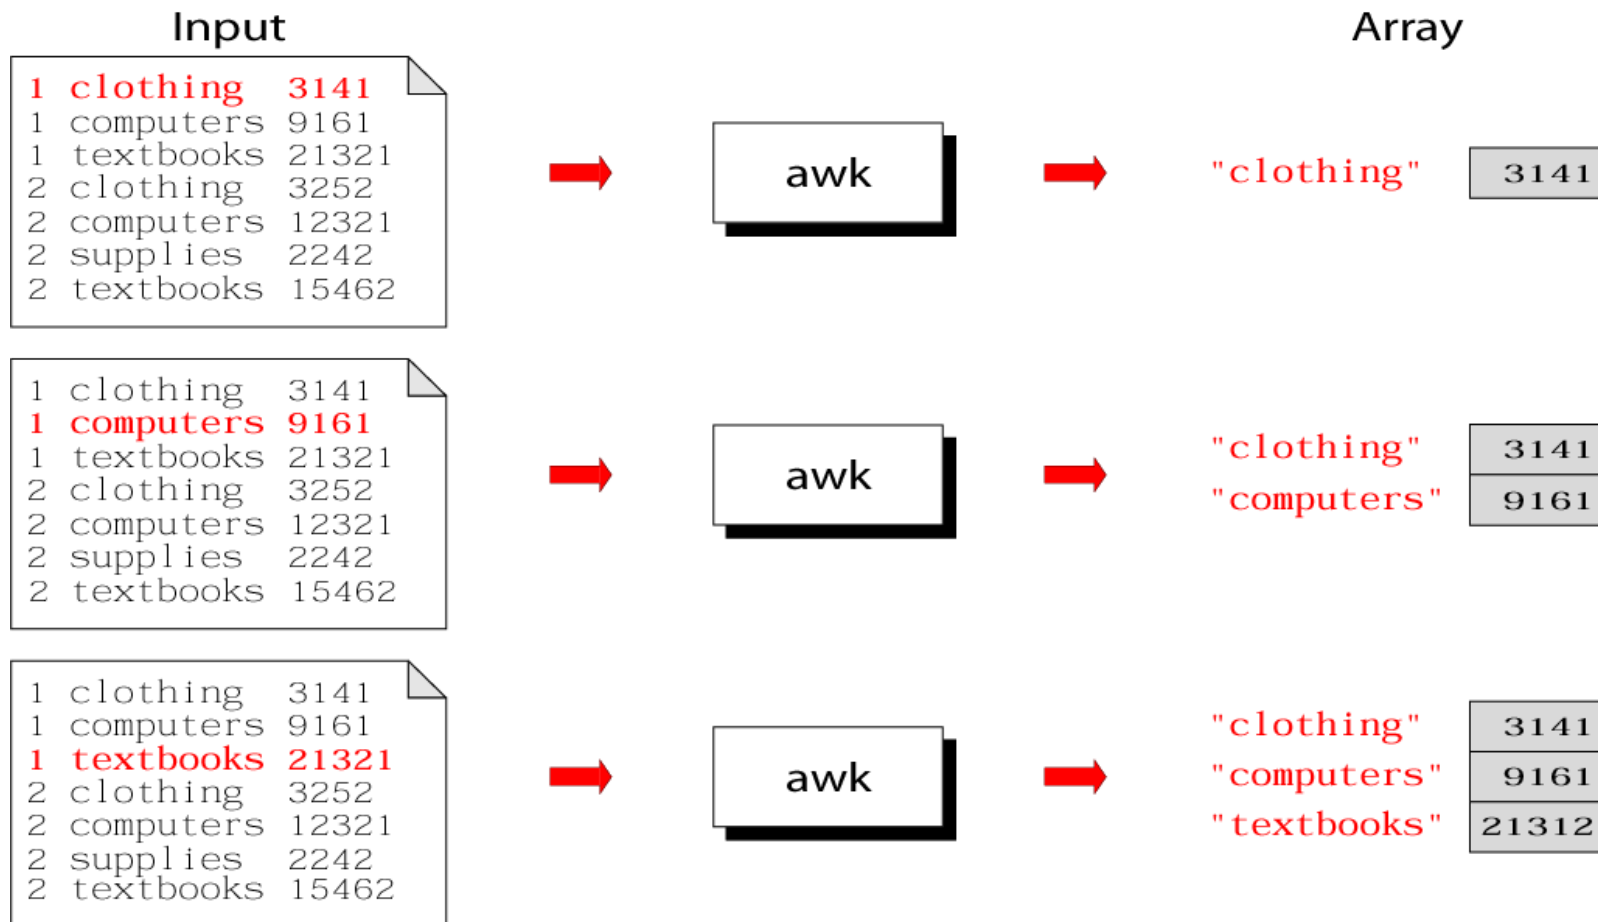 Input
Array
1 clothing 3141
1 computers 9161
1 textbooks 21321
2 clothing 3252
2 computers 12321
2 supplies 2242
2 textbooks 15462
awk
"clothing" 3141
1 clothing 3141
1 computers 9161
1 textbooks 21321
2 clothing 3252
2 computers 12321
2 supplies 2242
2 textbooks 15462
awk
"clothing" 3141
"computers" 9161
1 clothing 3141
1 computers 9161
1 textbooks 21321
2 clothing 3252
2 computers 12321
2 supplies 2242
2 textbooks 15462
awk
"clothing" 3141
"computers" 9161
"textbooks" 21312